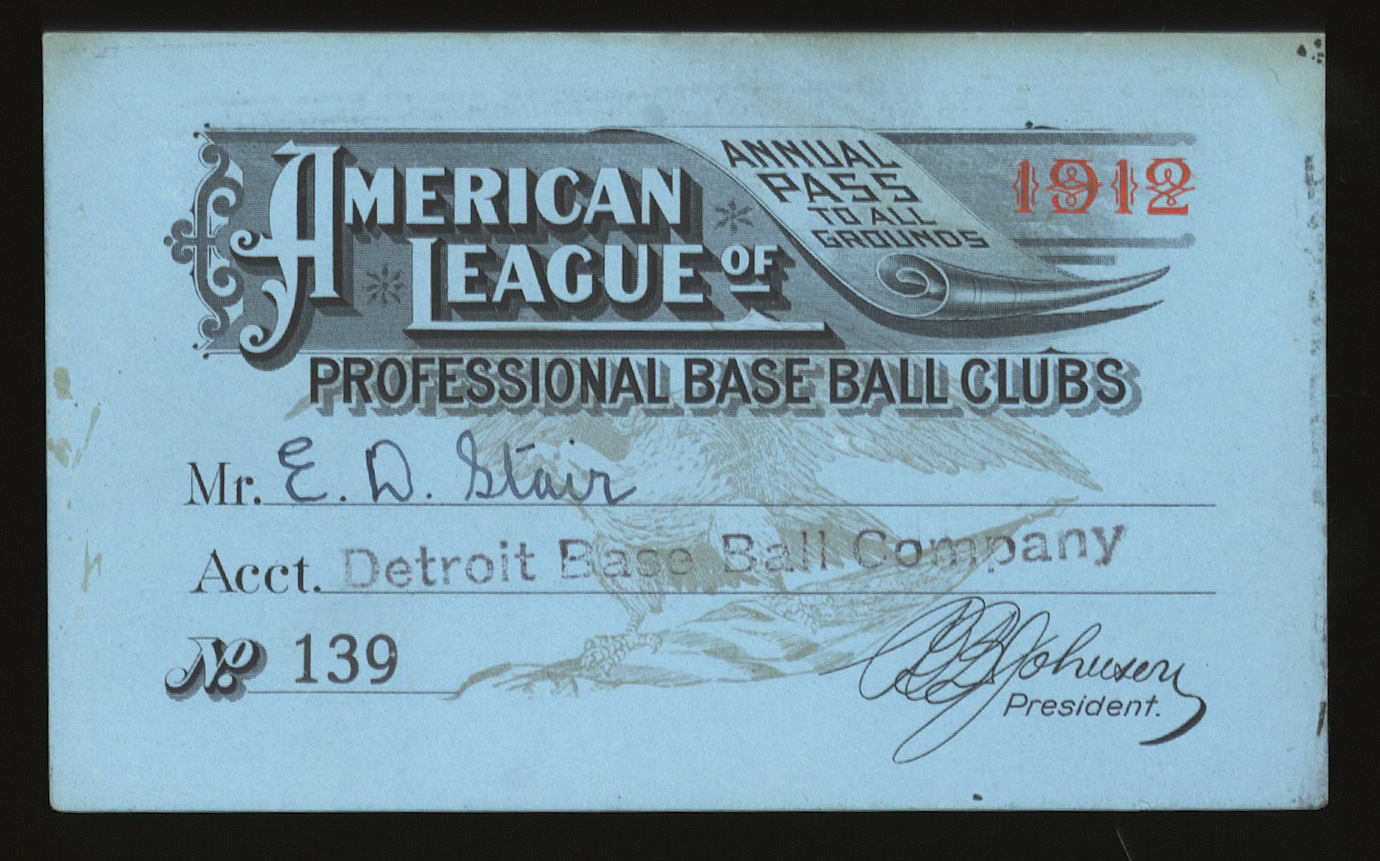 AMERICAN
LEAGUE OF
ANNUAL
PASS
TO ALL
GROUNDS
1912
PROFESSIONAL BASE BALL CLUBS
Mr. E. D. Stair
Acct. Detroit Base Ball Company
No 139
B B Johnson
President.